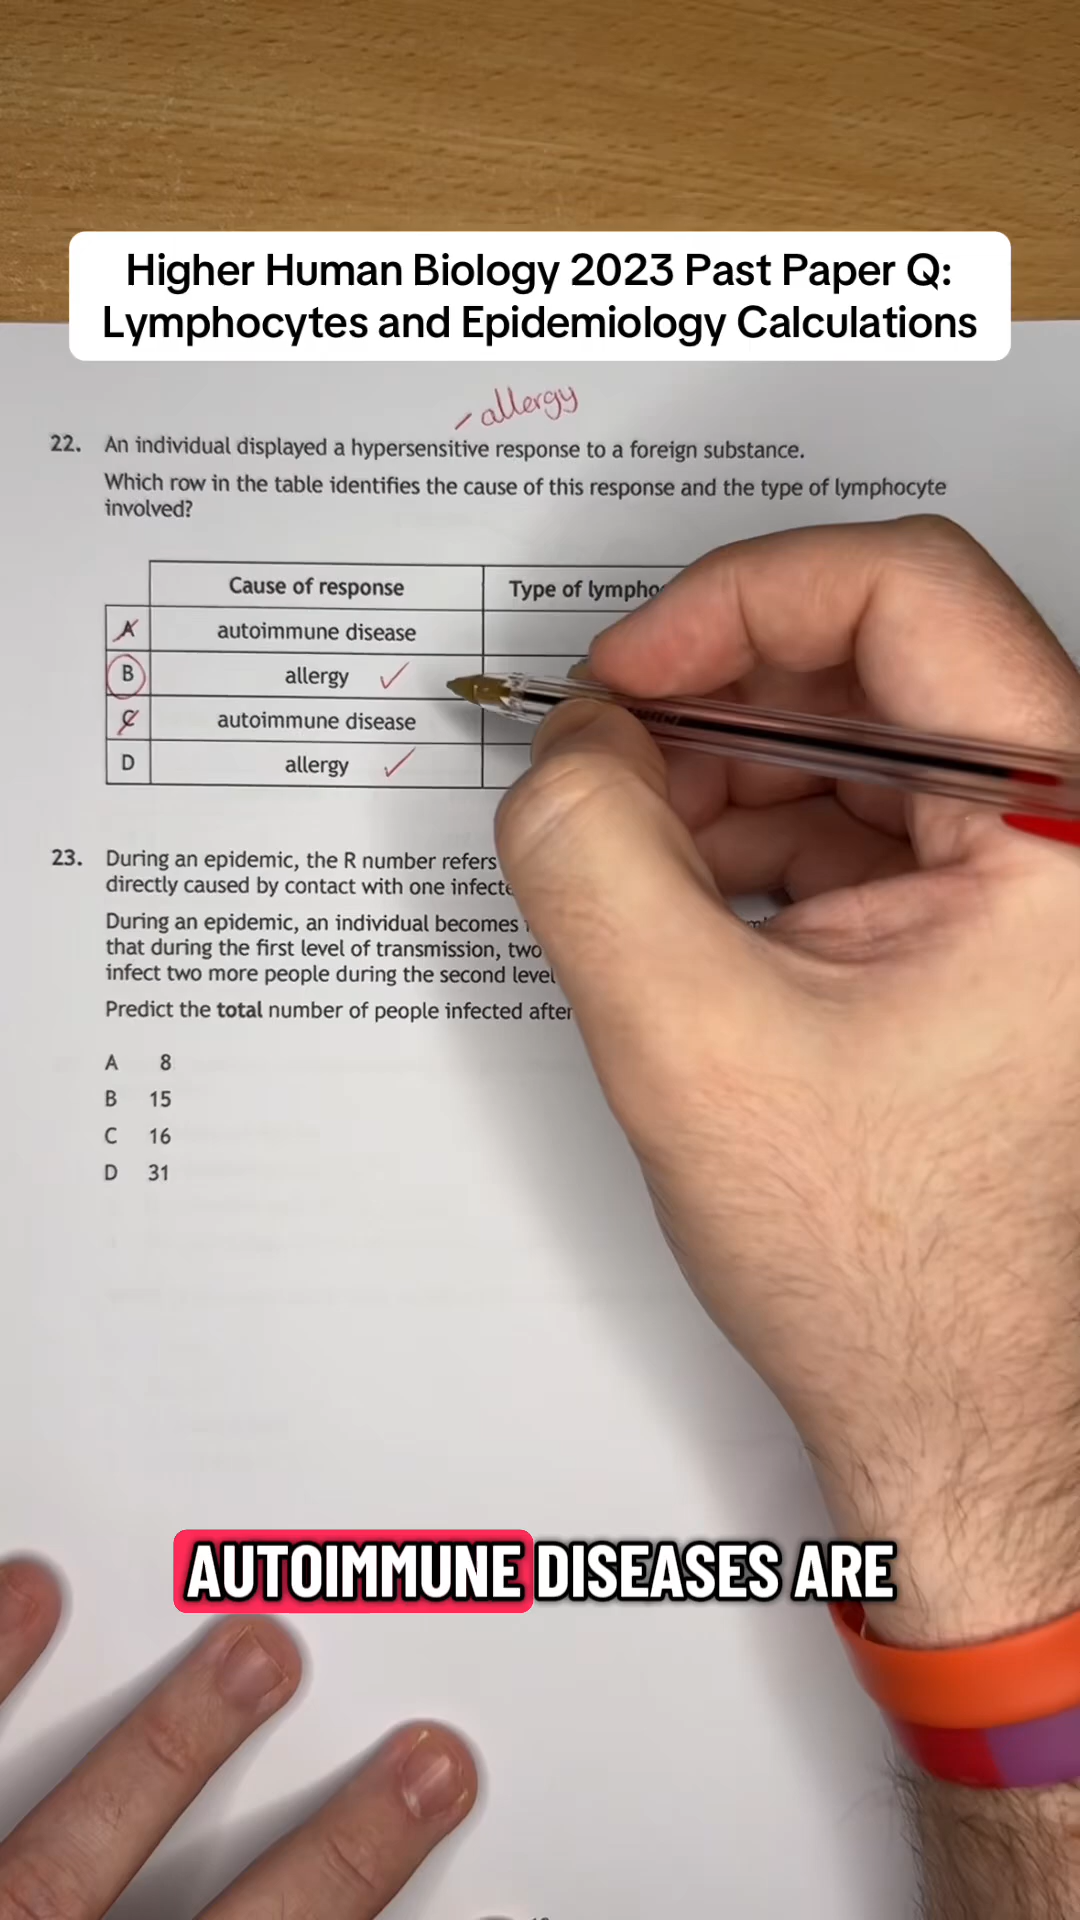 Higher Human Biology 2023 Past Paper Q:
Lymphocytes and Epidemiology Calculations
allergy
22. An individual displayed a hypersensitive response to a foreign substance.
Which row in the table identifies the cause of this response and the type of lymphocyte
involved?
Cause of response Type of lympho
A autoimmune disease
B allergy ✓
C autoimmune disease
D allergy ✓
23. During an epidemic, the R number refers
directly caused by contact with one infecte
During an epidemic, an individual becomes
that during the first level of transmission, two
infect two more people during the second level
Predict the total number of people infected after
A 8
B 15
C 16
D 31
AUTOIMMUNE DISEASES ARE